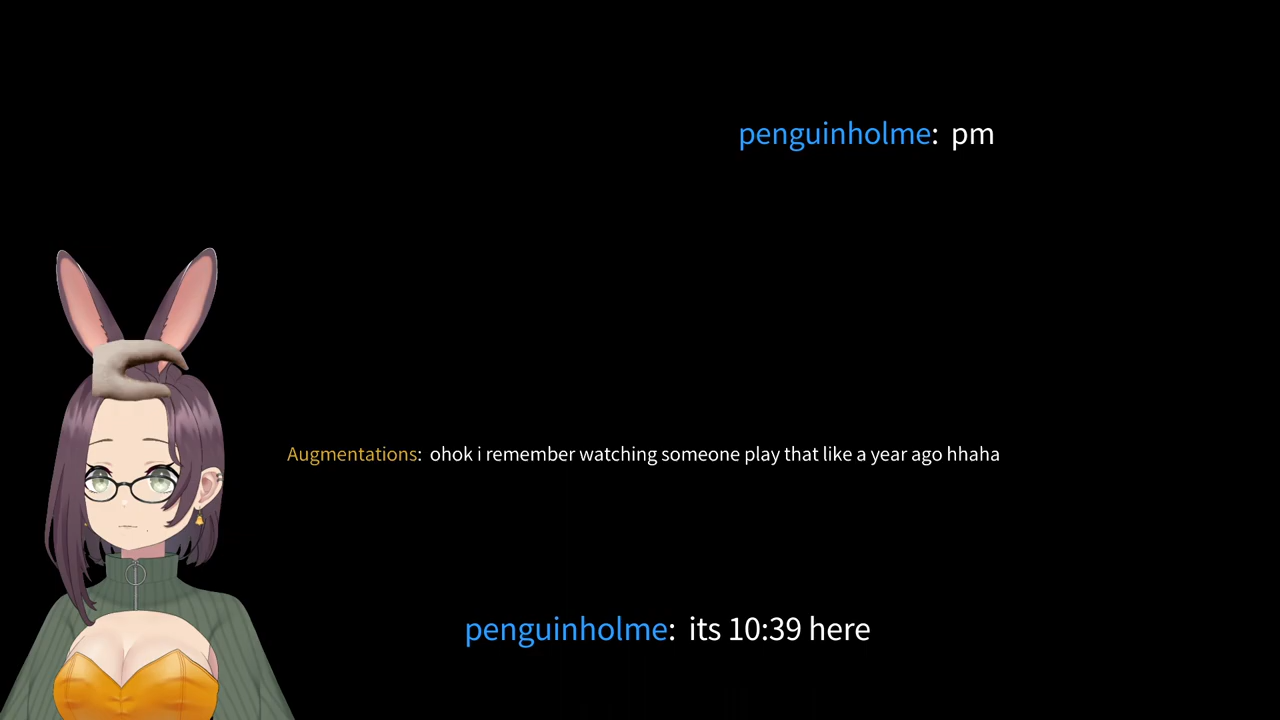 penguinholme: pm
Augmentations: ohok i remember watching someone play that like a year ago hhaha
penguinholme: its 10:39 here